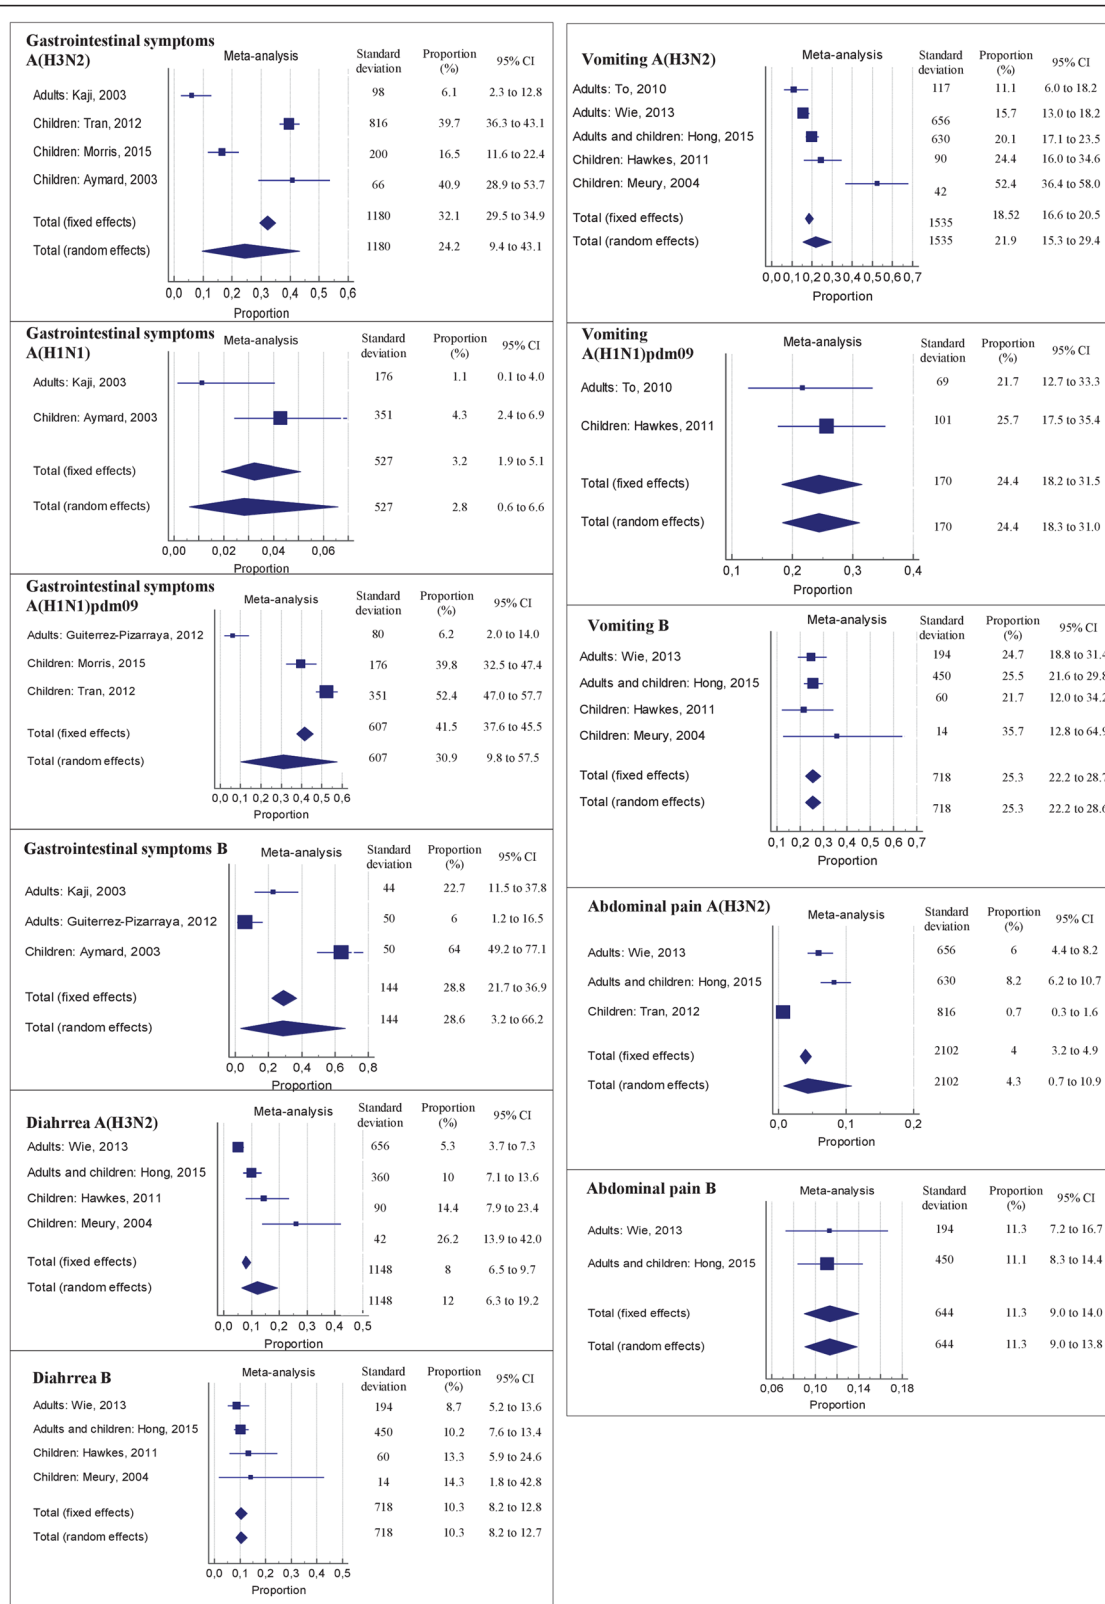 Gastrointestinal symptoms
A(H3N2)
Meta-analysis
Standard deviation
Proportion (%)
95% CI
Adults: Kaji, 2003 98 6.1 2.3 to 12.8
Children: Tran, 2012 816 39.7 36.3 to 43.1
Children: Morris, 2015 200 16.5 11.6 to 22.4
Children: Aymard, 2003 66 40.9 28.9 to 53.7
Total (fixed effects) 1180 32.1 29.5 to 34.9
Total (random effects) 1180 24.2 9.4 to 43.1
0,0 0,1 0,2 0,3 0,4 0,5 0,6
Proportion
Gastrointestinal symptoms
A(H1N1)
Meta-analysis
Standard deviation
Proportion (%)
95% CI
Adults: Kaji, 2003 176 1.1 0.1 to 4.0
Children: Aymard, 2003 351 4.3 2.4 to 6.9
Total (fixed effects) 527 3.2 1.9 to 5.1
Total (random effects) 527 2.8 0.6 to 6.6
0,00 0,02 0,04 0,06
Proportion
Gastrointestinal symptoms
A(H1N1)pdm09
Meta-analysis
Standard deviation
Proportion (%)
95% CI
Adults: Guiterrez-Pizarraya, 2012 80 6.2 2.0 to 14.0
Children: Morris, 2015 176 39.8 32.5 to 47.4
Children: Tran, 2012 351 52.4 47.0 to 57.7
Total (fixed effects) 607 41.5 37.6 to 45.5
Total (random effects) 607 30.9 9.8 to 57.5
0,0 0,1 0,2 0,3 0,4 0,5 0,6
Proportion
Gastrointestinal symptoms B
Meta-analysis
Standard deviation
Proportion (%)
95% CI
Adults: Kaji, 2003 44 22.7 11.5 to 37.8
Adults: Guiterrez-Pizarraya, 2012 50 6 1.2 to 16.5
Children: Aymard, 2003 50 64 49.2 to 77.1
Total (fixed effects) 144 28.8 21.7 to 36.9
Total (random effects) 144 28.6 3.2 to 66.2
0,0 0,2 0,4 0,6 0,8
Proportion
Diahrrea A(H3N2)
Meta-analysis
Standard deviation
Proportion (%)
95% CI
Adults: Wie, 2013 656 5.3 3.7 to 7.3
Adults and children: Hong, 2015 360 10 7.1 to 13.6
Children: Hawkes, 2011 90 14.4 7.9 to 23.4
Children: Meury, 2004 42 26.2 13.9 to 42.0
Total (fixed effects) 1148 8 6.5 to 9.7
Total (random effects) 1148 12 6.3 to 19.2
0,0 0,1 0,2 0,3 0,4 0,5
Proportion
Diahrrea B
Meta-analysis
Standard deviation
Proportion (%)
95% CI
Adults: Wie, 2013 194 8.7 5.2 to 13.6
Adults and children: Hong, 2015 450 10.2 7.6 to 13.4
Children: Hawkes, 2011 60 13.3 5.9 to 24.6
Children: Meury, 2004 14 14.3 1.8 to 42.8
Total (fixed effects) 718 10.3 8.2 to 12.8
Total (random effects) 718 10.3 8.2 to 12.7
0,0 0,1 0,2 0,3 0,4 0,5
Proportion
Vomiting A(H3N2)
Meta-analysis
Standard deviation
Proportion (%)
95% CI
Adults: To, 2010 117 11.1 6.0 to 18.2
Adults: Wie, 2013 656 15.7 13.0 to 18.2
Adults and children: Hong, 2015 630 20.1 17.1 to 23.5
Children: Hawkes, 2011 90 24.4 16.0 to 34.6
Children: Meury, 2004 42 52.4 36.4 to 58.0
Total (fixed effects) 1535 18.52 16.6 to 20.5
Total (random effects) 1535 21.9 15.3 to 29.4
0,0 0,1 0,2 0,3 0,4 0,5 0,6 0,7
Proportion
Vomiting
A(H1N1)pdm09
Meta-analysis
Standard deviation
Proportion (%)
95% CI
Adults: To, 2010 69 21.7 12.7 to 33.3
Children: Hawkes, 2011 101 25.7 17.5 to 35.4
Total (fixed effects) 170 24.4 18.2 to 31.5
Total (random effects) 170 24.4 18.3 to 31.0
0,1 0,2 0,3 0,4
Proportion
Vomiting B
Meta-analysis
Standard deviation
Proportion (%)
95% CI
Adults: Wie, 2013 194 24.7 18.8 to 31.4
Adults and children: Hong, 2015 450 25.5 21.6 to 29.8
Children: Hawkes, 2011 60 21.7 12.0 to 34.2
Children: Meury, 2004 14 35.7 12.8 to 64.9
Total (fixed effects) 718 25.3 22.2 to 28.7
Total (random effects) 718 25.3 22.2 to 28.6
0,1 0,1 0,2 0,3 0,4 0,5 0,6 0,7
Proportion
Abdominal pain A(H3N2)
Meta-analysis
Standard deviation
Proportion (%)
95% CI
Adults: Wie, 2013 656 6 4.4 to 8.2
Adults and children: Hong, 2015 630 8.2 6.2 to 10.7
Children: Tran, 2012 816 0.7 0.3 to 1.6
Total (fixed effects) 2102 4 3.2 to 4.9
Total (random effects) 2102 4.3 0.7 to 10.9
0,0 0,1 0,2
Proportion
Abdominal pain B
Meta-analysis
Standard deviation
Proportion (%)
95% CI
Adults: Wie, 2013 194 11.3 7.2 to 16.7
Adults and children: Hong, 2015 450 11.1 8.3 to 14.4
Total (fixed effects) 644 11.3 9.0 to 14.0
Total (random effects) 644 11.3 9.0 to 13.8
0,06 0,10 0,14 0,18
Proportion